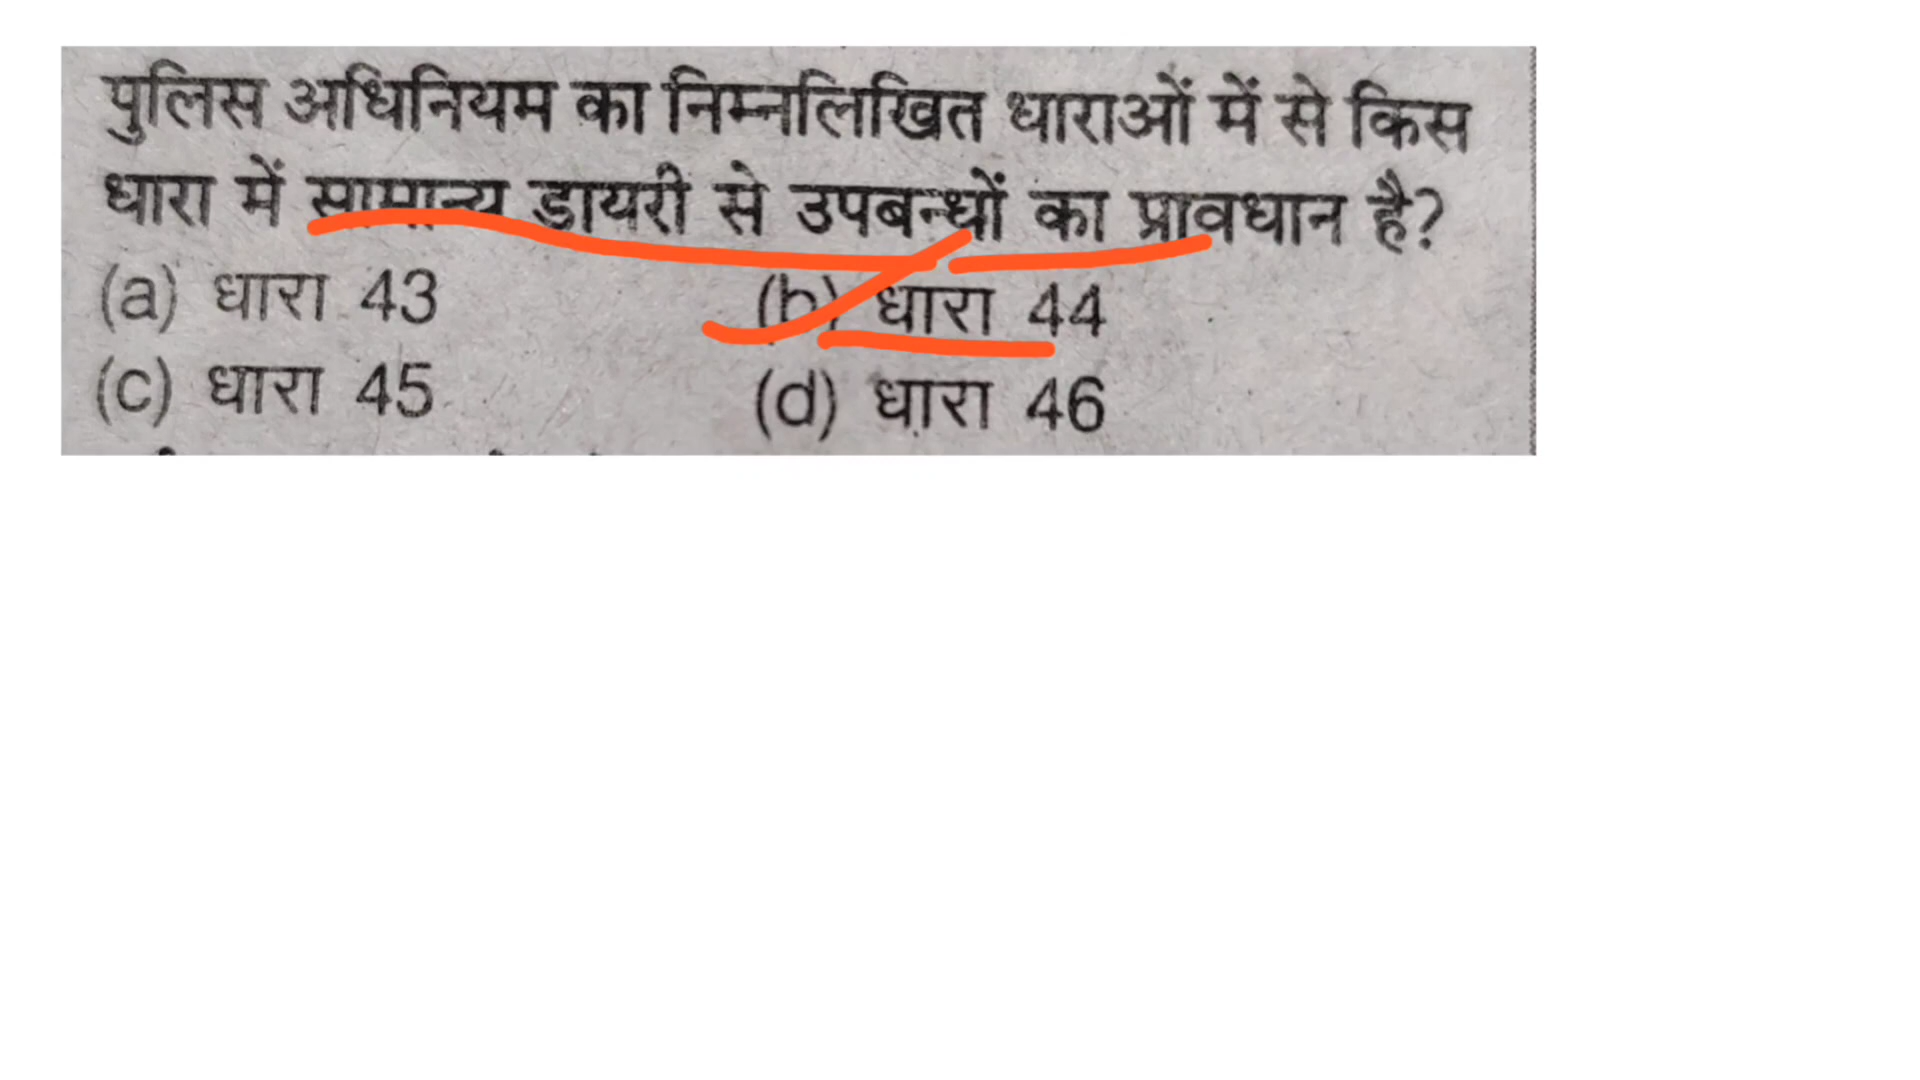 पुलिस अधिनियम का निम्नलिखित धाराओं में से किस
धारा में सामान्य डायरी से उपबन्धों का प्रावधान है?
(a) धारा 43 (b) धारा 44
(c) धारा 45 (d) धारा 46